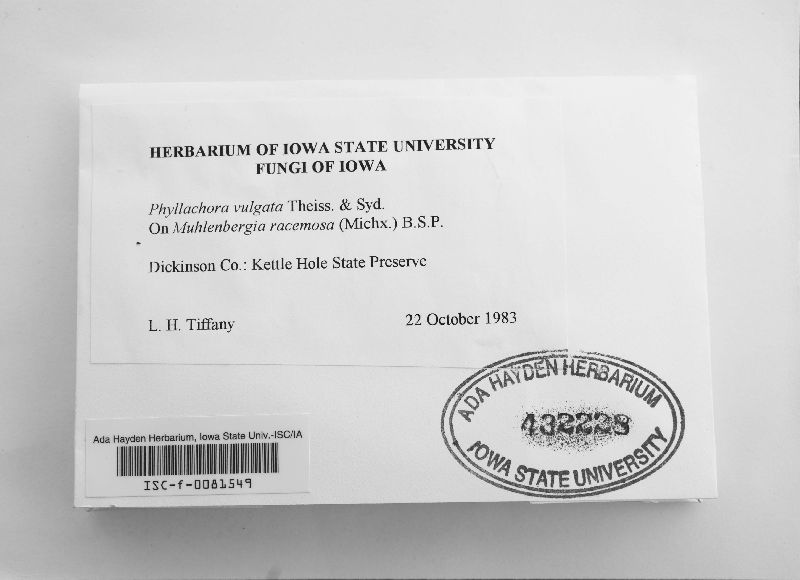 HERBARIUM OF IOWA STATE UNIVERSITY
FUNGI OF IOWA
Phyllachora vulgata Theiss. & Syd.
On Muhlenbergia racemosa (Michx.) B.S.P.
Dickinson Co.: Kettle Hole State Preserve
L. H. Tiffany 22 October 1983
ADA HAYDEN HERBARIUM
432223
IOWA STATE UNIVERSITY
Ada Hayden Herbarium, Iowa State Univ.-ISC/IA
ISC-f-0081549